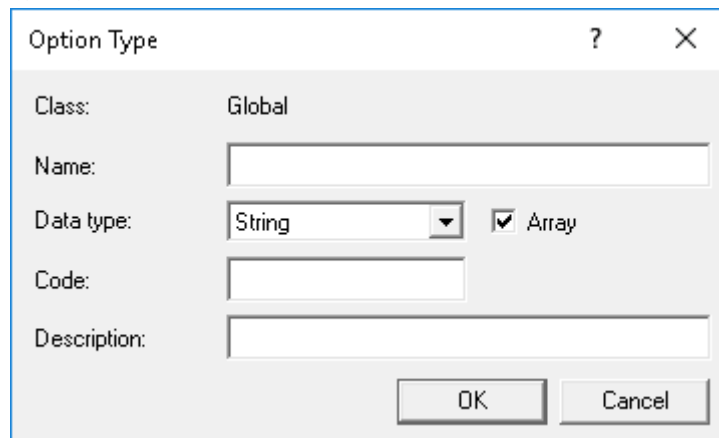 Option Type ?
Class: Global
Name:
Data type: String Array
Code:
Description:
OK Cancel